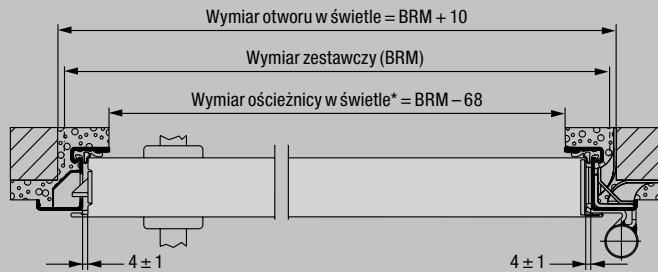 Wymiar otworu w świetle = BRM + 10
Wymiar zestawczy (BRM)
Wymiar ościeżnicy w świetle* = BRM – 68
4 ± 1
4 ± 1